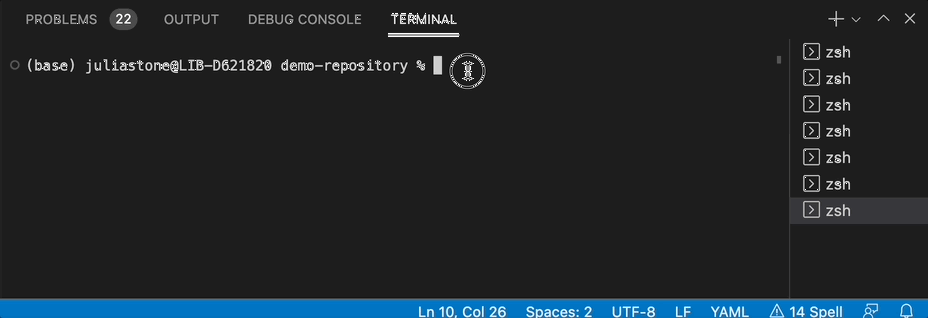 PROBLEMS 22 OUTPUT DEBUG CONSOLE TERMINAL
(base) juliastone@LIB-D621820 demo-repository %
zsh
zsh
zsh
zsh
zsh
zsh
zsh
Ln 10, Col 26 Spaces: 2 UTF-8 LF YAML 14 Spell